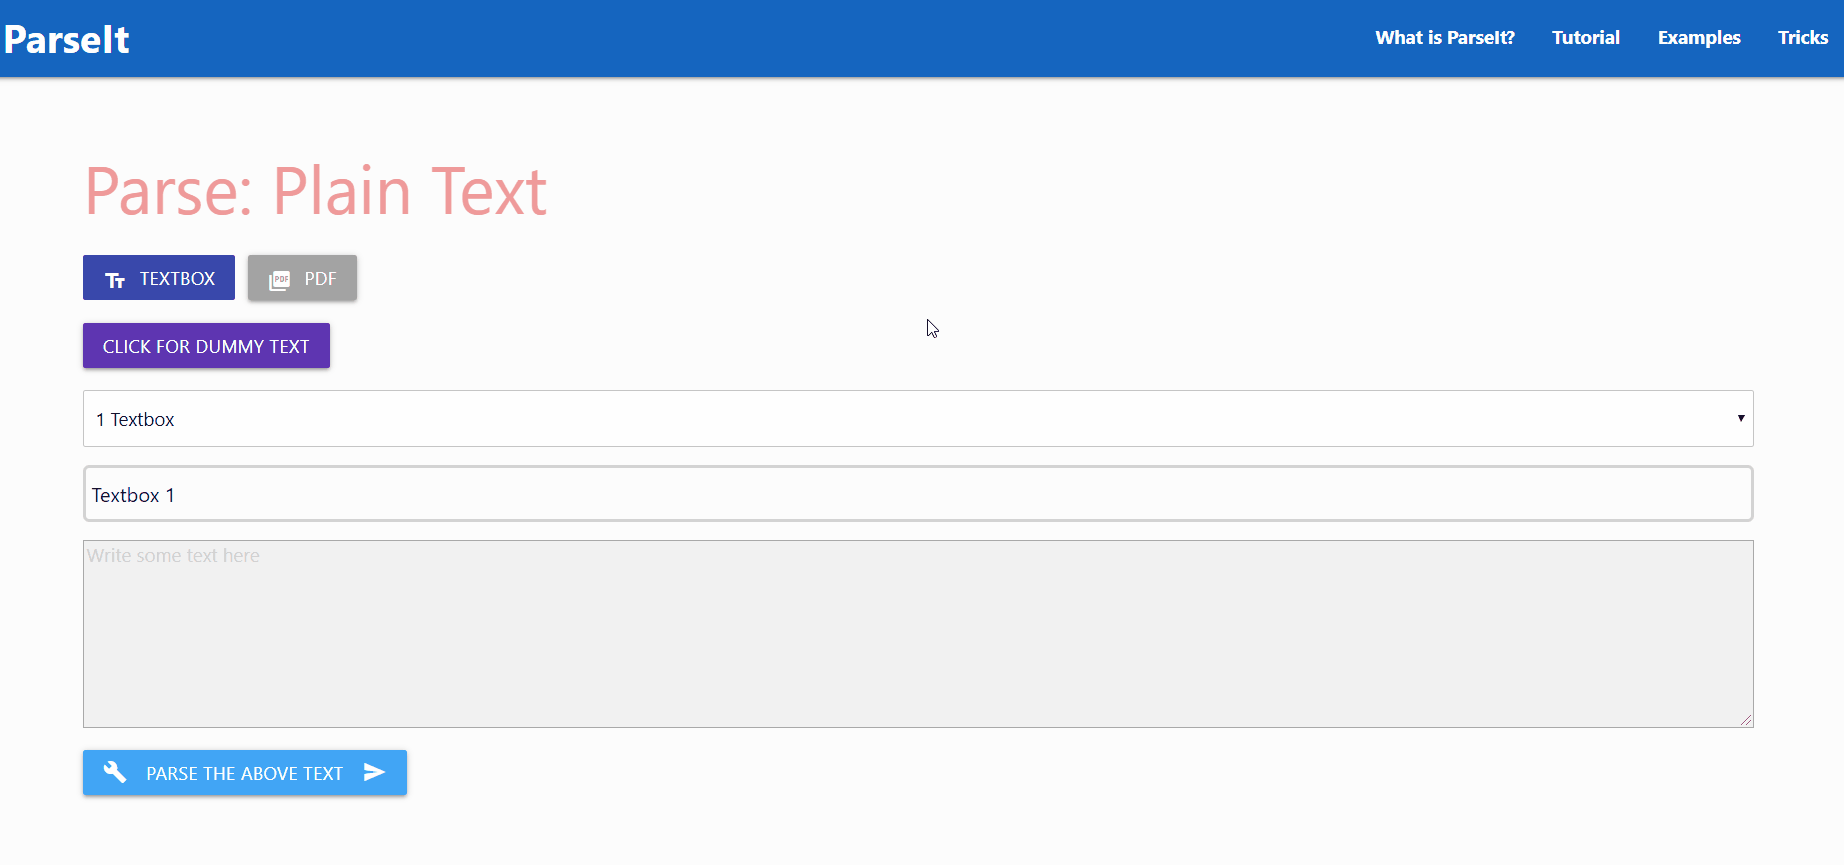 ParseIt
What is ParseIt? Tutorial Examples Tricks
Parse: Plain Text
TEXTBOX PDF
CLICK FOR DUMMY TEXT
1 Textbox
Textbox 1
Write some text here
PARSE THE ABOVE TEXT